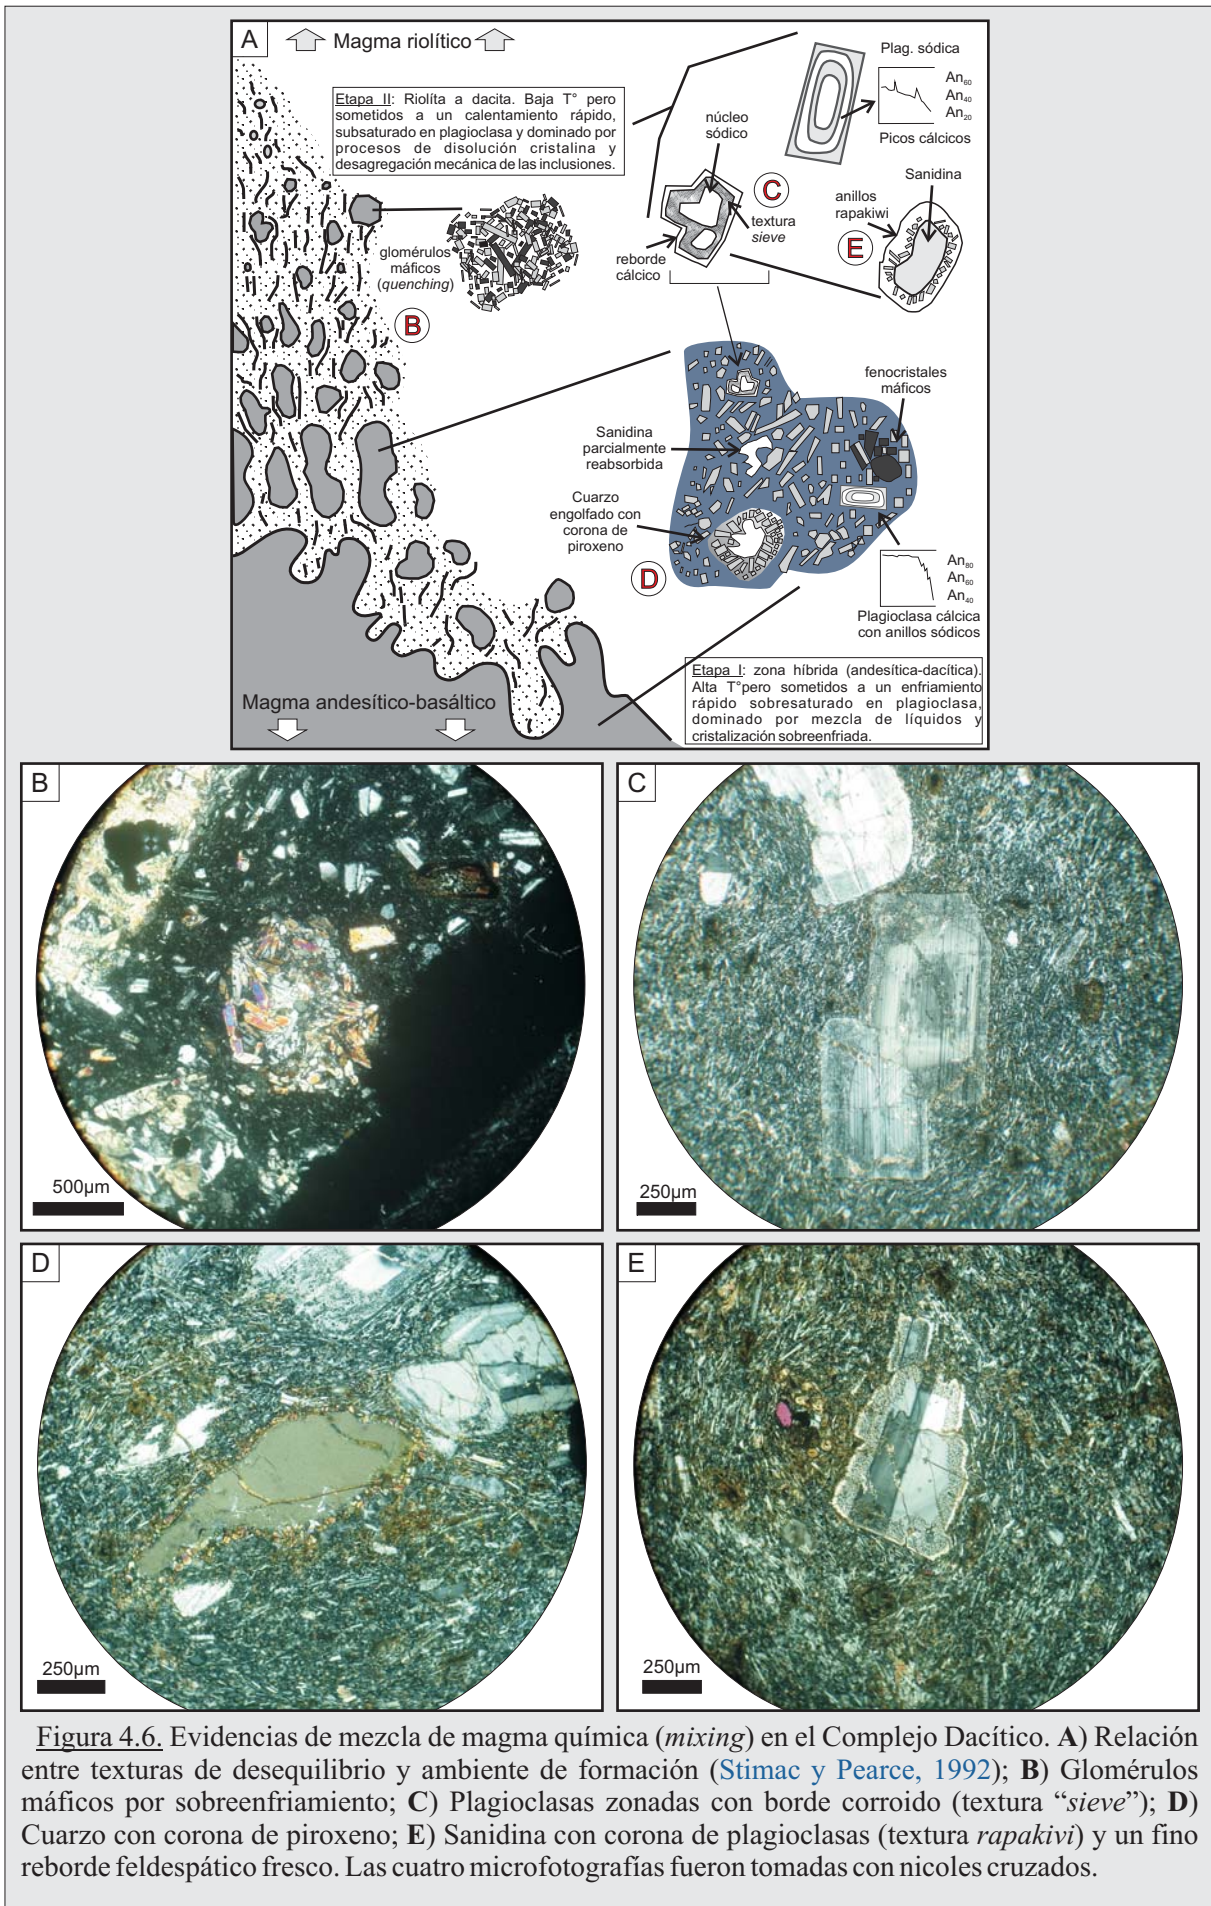 A
Magma riolítico
Etapa II: Riolíta a dacita. Baja T° pero
sometidos a un calentamiento rápido,
subsaturado en plagioclasa y dominado por
procesos de disolución cristalina y
desagregación mecánica de las inclusiones.
Plag. sódica
An60
An40
An20
Picos cálcicos
núcleo
sódico
C
textura
sieve
reborde
cálcico
Sanidina
anillos
rapakiwi
E
glomérulos
máficos
(quenching)
B
fenocristales
máficos
Sanidina
parcialmente
reabsorbida
Cuarzo
engolfado con
corona de
piroxeno
D
An80
An60
An40
Plagioclasa cálcica
con anillos sódicos
Etapa I: zona híbrida (andesítica-dacítica).
Alta T°pero sometidos a un enfriamiento
rápido sobresaturado en plagioclasa,
dominado por mezcla de líquidos y
cristalización sobreenfriada.
Magma andesítico-basáltico
B
500µm
C
250µm
D
250µm
E
250µm
Figura 4.6. Evidencias de mezcla de magma química (mixing) en el Complejo Dacítico. A) Relación
entre texturas de desequilibrio y ambiente de formación (Stimac y Pearce, 1992); B) Glomérulos
máficos por sobreenfriamiento; C) Plagioclasas zonadas con borde corroido (textura “sieve”); D)
Cuarzo con corona de piroxeno; E) Sanidina con corona de plagioclasas (textura rapakivi) y un fino
reborde feldespático fresco. Las cuatro microfotografías fueron tomadas con nicoles cruzados.